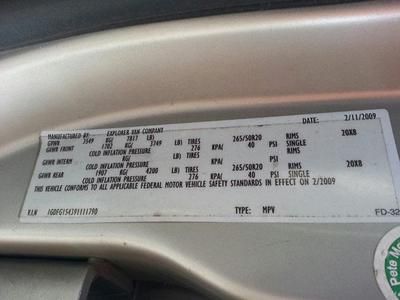 DATE: 2/11/2009
MANUFACTURED BY: EXPLORER VAN COMPANY
GVWR 3549 KG( 7817 LB)
GAWR FRONT 1702 KG( 3749 LB) TIRES 265/50R20 RIMS 20X8
COLD INFLATION PRESSURE 276 KPA( 40 PSI SINGLE
GAWR INTERM KG( LB) TIRES RIMS
COLD INFLATION PRESSURE KPA( PSI
GAWR REAR 1907 KG( 4200 LB) TIRES 265/50R20 RIMS 20X8
COLD INFLATION PRESSURE 276 KPA( 40 PSI SINGLE
THIS VEHICLE CONFORMS TO ALL APPLICABLE FEDERAL MOTOR VEHICLE SAFETY STANDARDS IN EFFECT ON 2/2009
V.I.N 1GDFG154391111790 TYPE: MPV FD-32
Pete